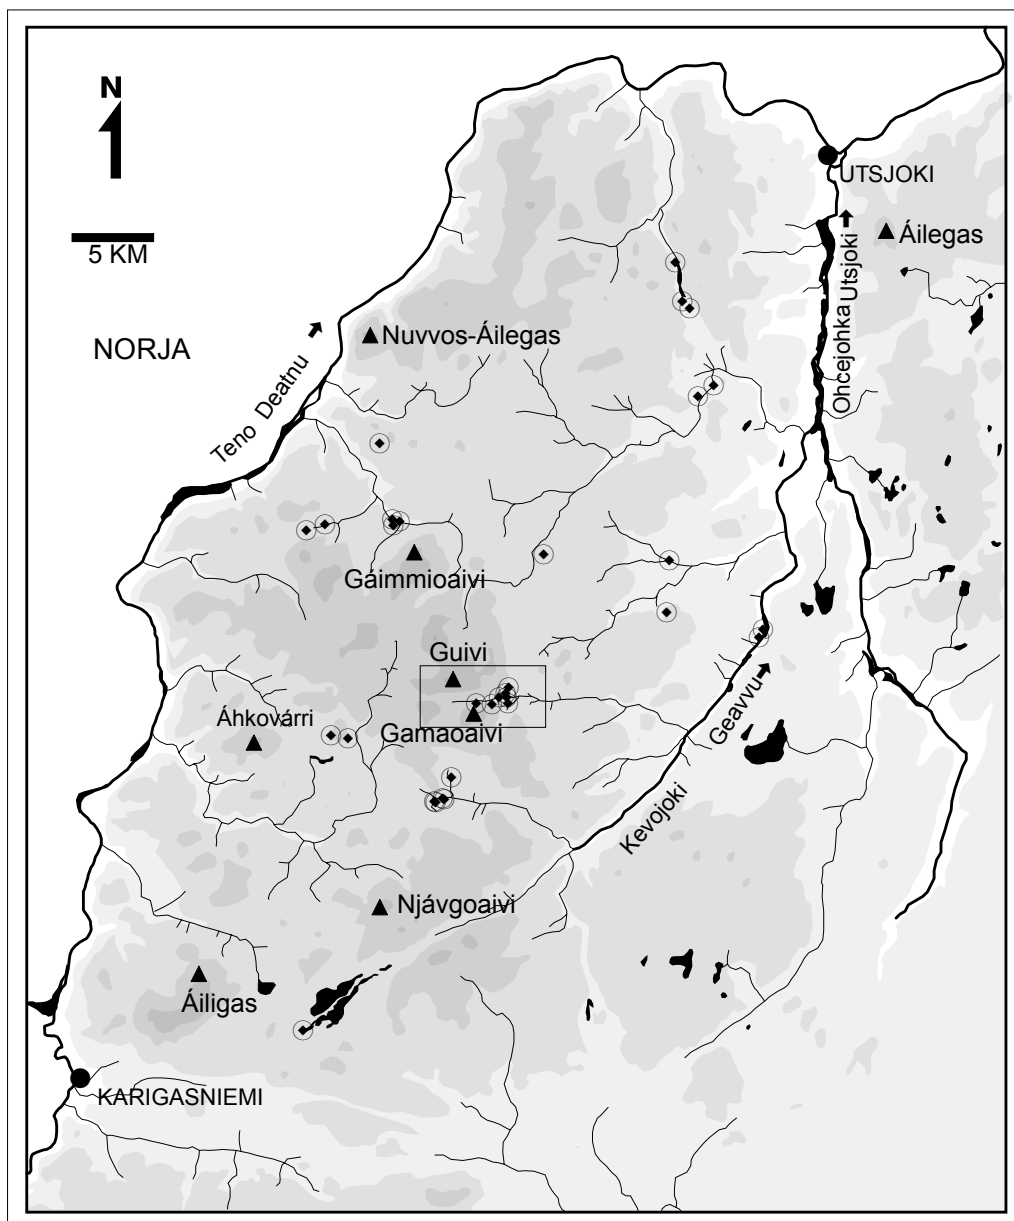 N
UTSJOKI
5 KM
Áilegas
Ohcejohka Utsjoki
NORJA
Nuvvos-Áilegas
Teno Deatnu
Gáimmioaivi
Guivi
Áhkovárri
Gamaoaivi
Geavvu
Kevojoki
Njávgoaivi
Áiligas
KARIGASNIEMI